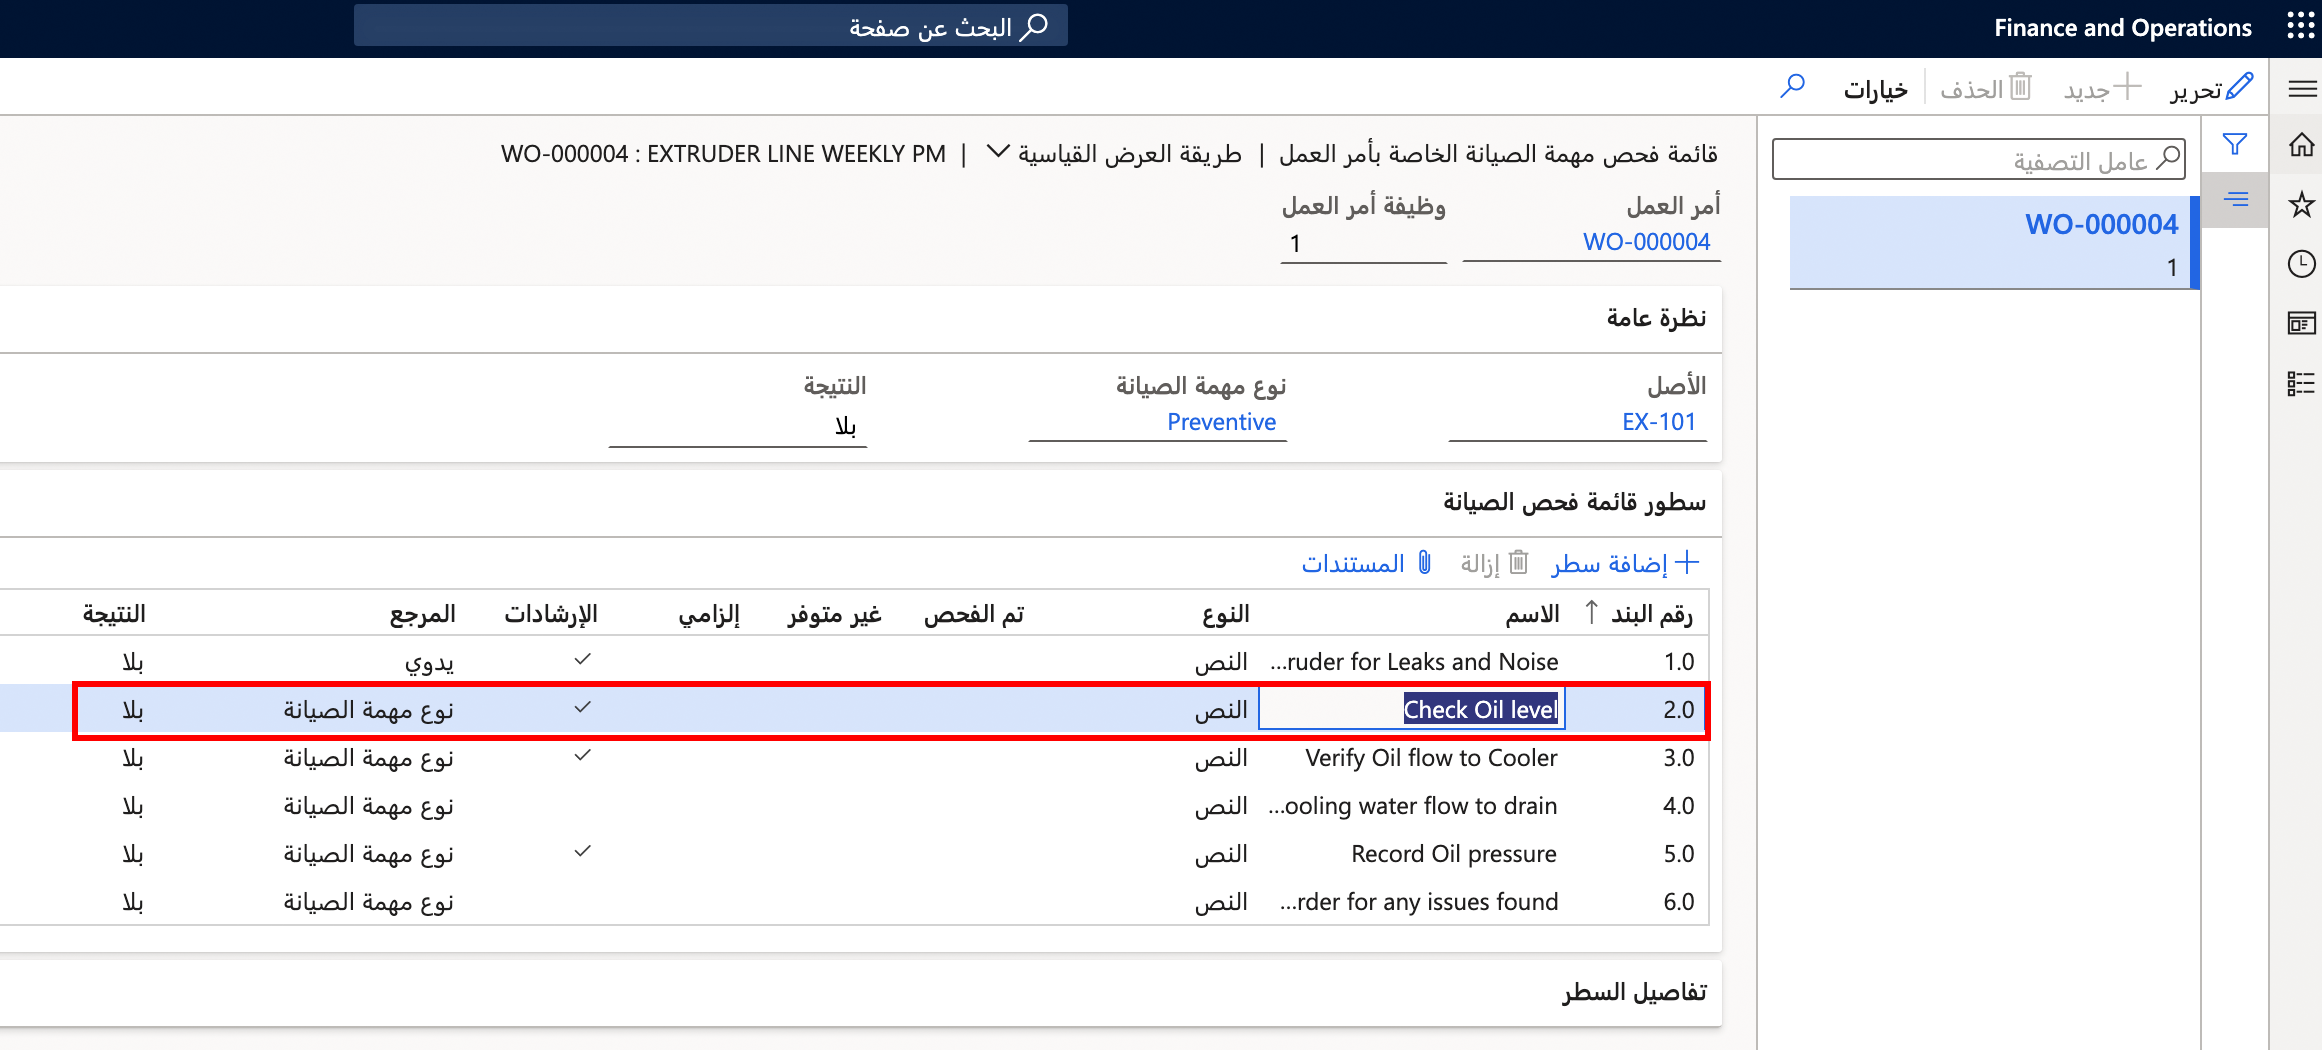 Finance and Operations
البحث عن صفحة
تحرير
جديد
الحذف
خيارات
عامل التصفية
WO-000004
1
قائمة فحص مهمة الصيانة الخاصة بأمر العمل | طريقة العرض القياسية | WO-000004 : EXTRUDER LINE WEEKLY PM
أمر العمل وظيفة أمر العمل
WO-000004 1
نظرة عامة
الأصل نوع مهمة الصيانة النتيجة
EX-101 Preventive بلا
سطور قائمة فحص الصيانة
إضافة سطر إزالة المستندات
رقم البند ↑ الاسم النوع تم الفحص غير متوفر إلزامي الإرشادات المرجع النتيجة
1.0 ...ruder for Leaks and Noise النص ✓ يدوي بلا
2.0 Check Oil level النص ✓ نوع مهمة الصيانة بلا
3.0 Verify Oil flow to Cooler النص ✓ نوع مهمة الصيانة بلا
4.0 ...ooling water flow to drain النص نوع مهمة الصيانة بلا
5.0 Record Oil pressure النص ✓ نوع مهمة الصيانة بلا
6.0 ...rder for any issues found النص نوع مهمة الصيانة بلا
تفاصيل السطر